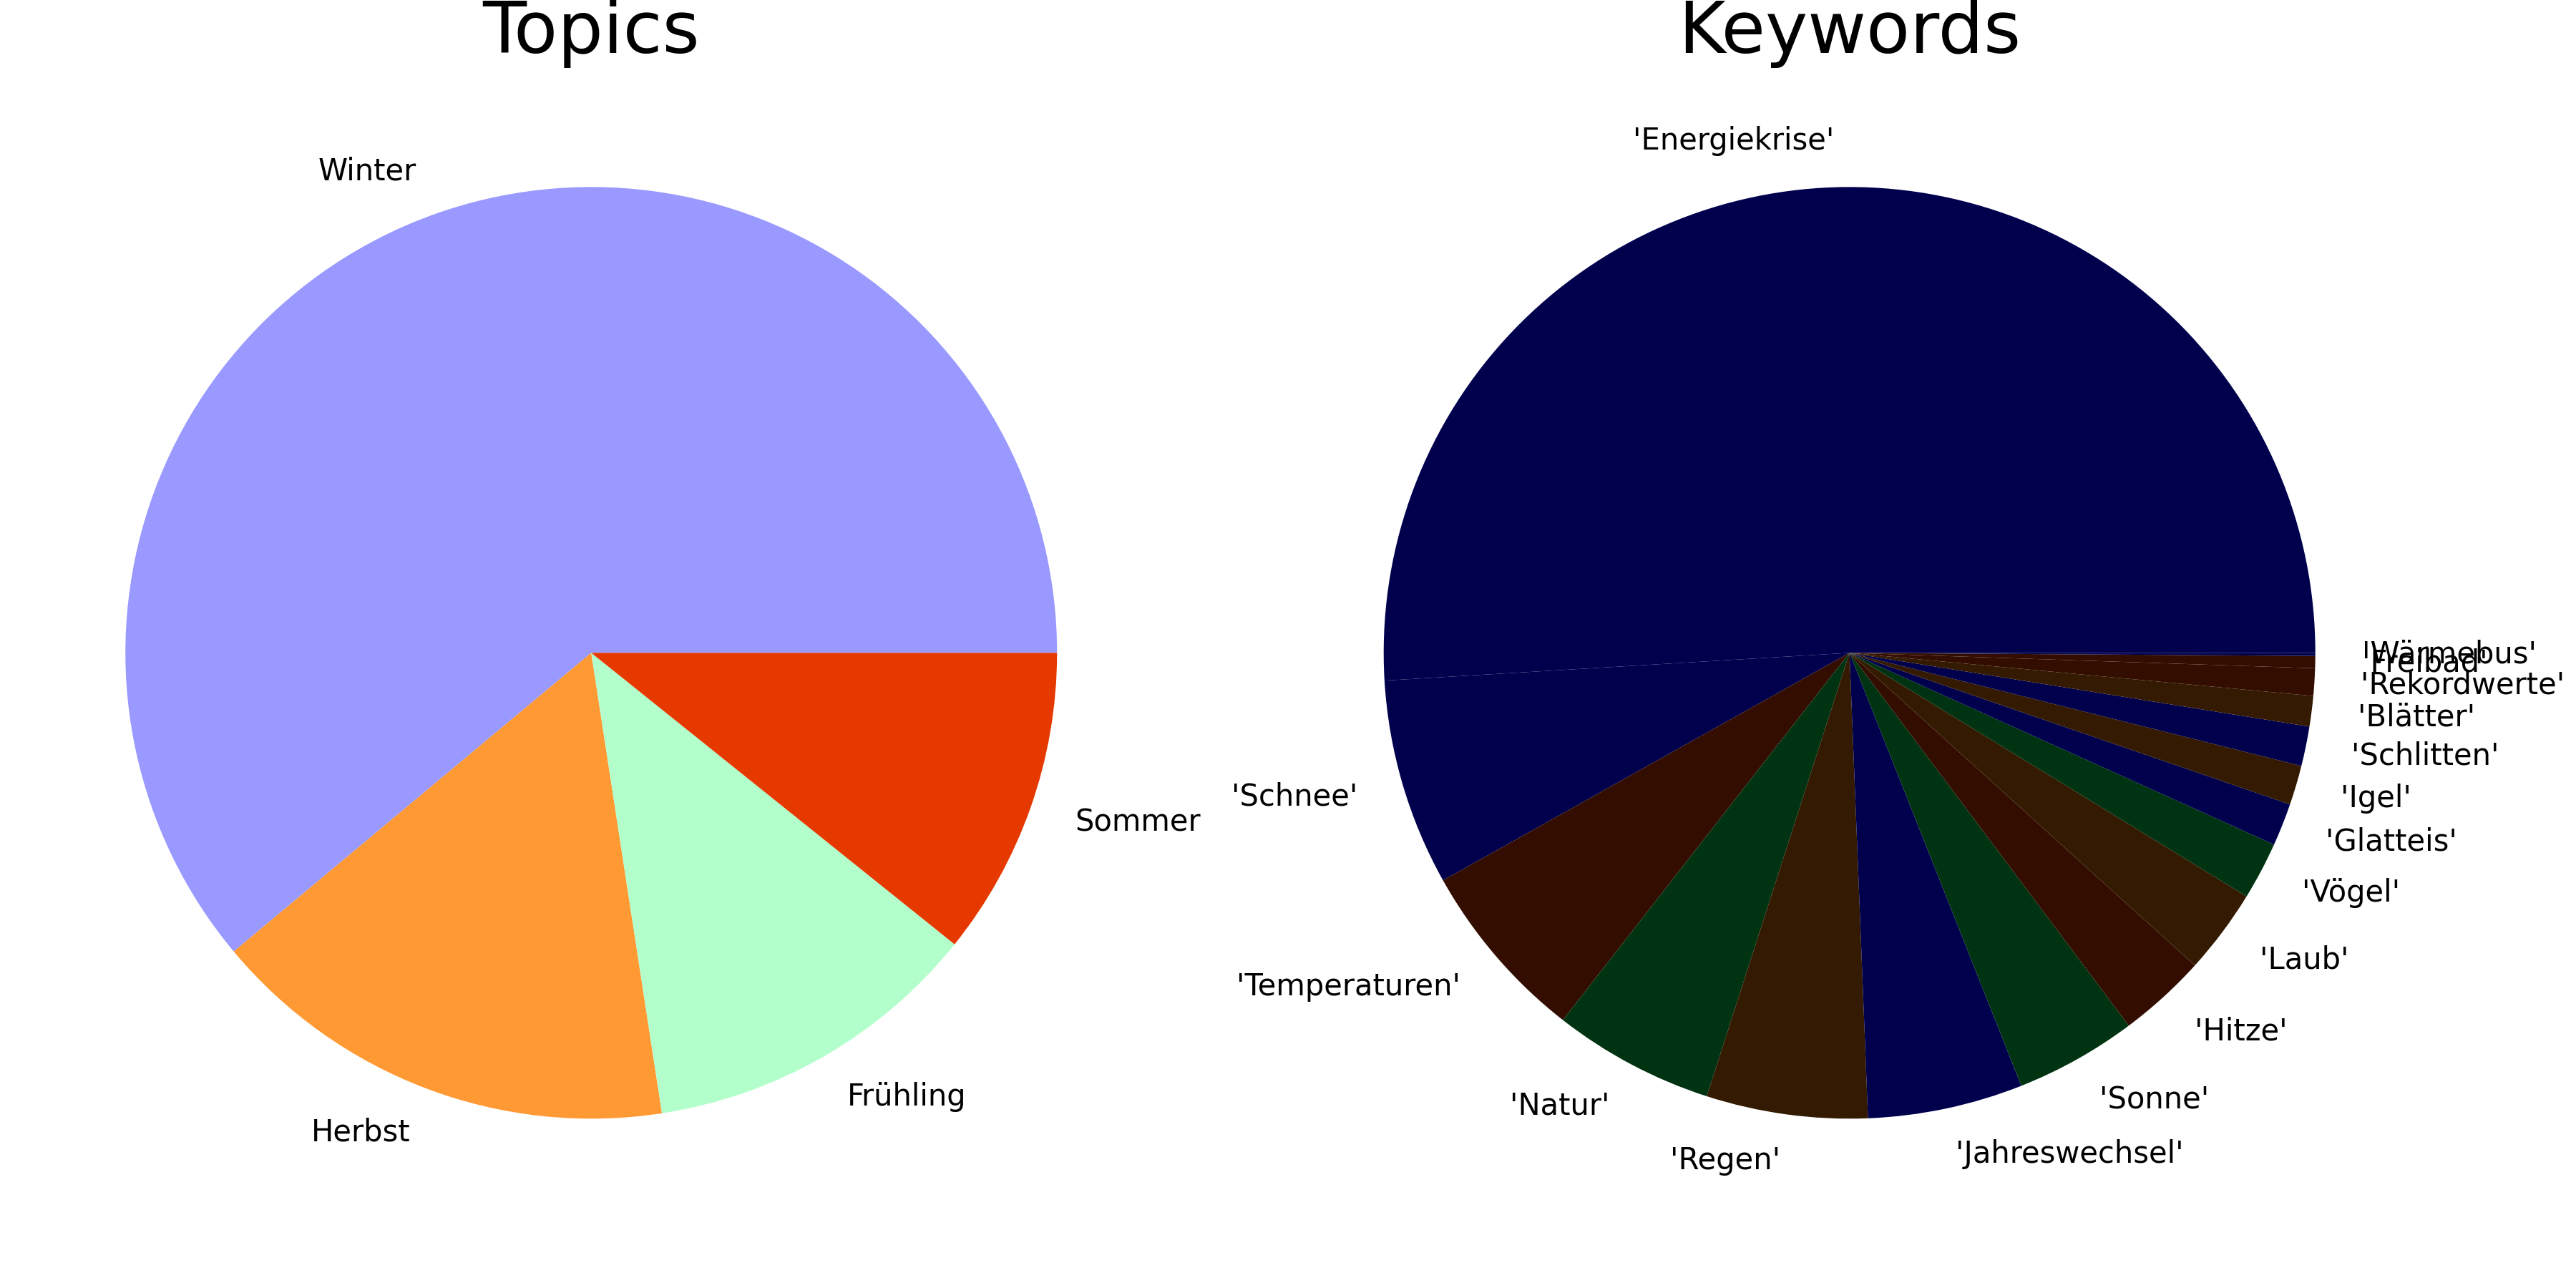 Topics
Winter
Sommer
Frühling
Herbst
Keywords
'Energiekrise'
'Wärmebus'
'Freibad'
'Rekordwerte'
'Blätter'
'Schlitten'
'Igel'
'Glatteis'
'Vögel'
'Laub'
'Hitze'
'Sonne'
'Jahreswechsel'
'Regen'
'Natur'
'Temperaturen'
'Schnee'